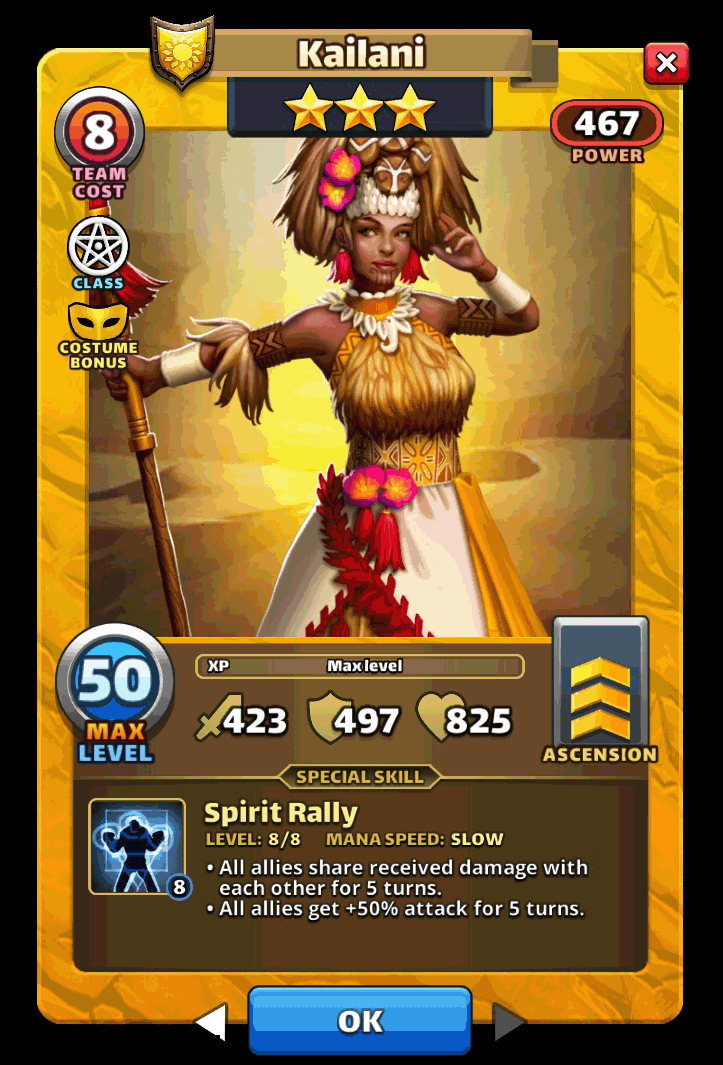 Kailani
8
TEAM
COST
467
POWER
CLASS
COSTUME
BONUS
50
MAX
LEVEL
XP Max level
423 497 825
ASCENSION
SPECIAL SKILL
8
Spirit Rally
LEVEL: 8/8 MANA SPEED: SLOW
• All allies share received damage with
each other for 5 turns.
• All allies get +50% attack for 5 turns.
OK